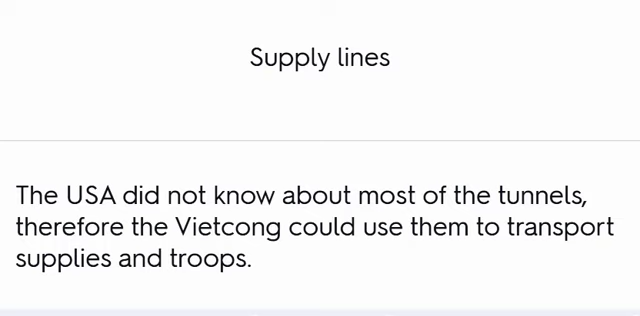 Supply lines
The USA did not know about most of the tunnels,
therefore the Vietcong could use them to transport
supplies and troops.